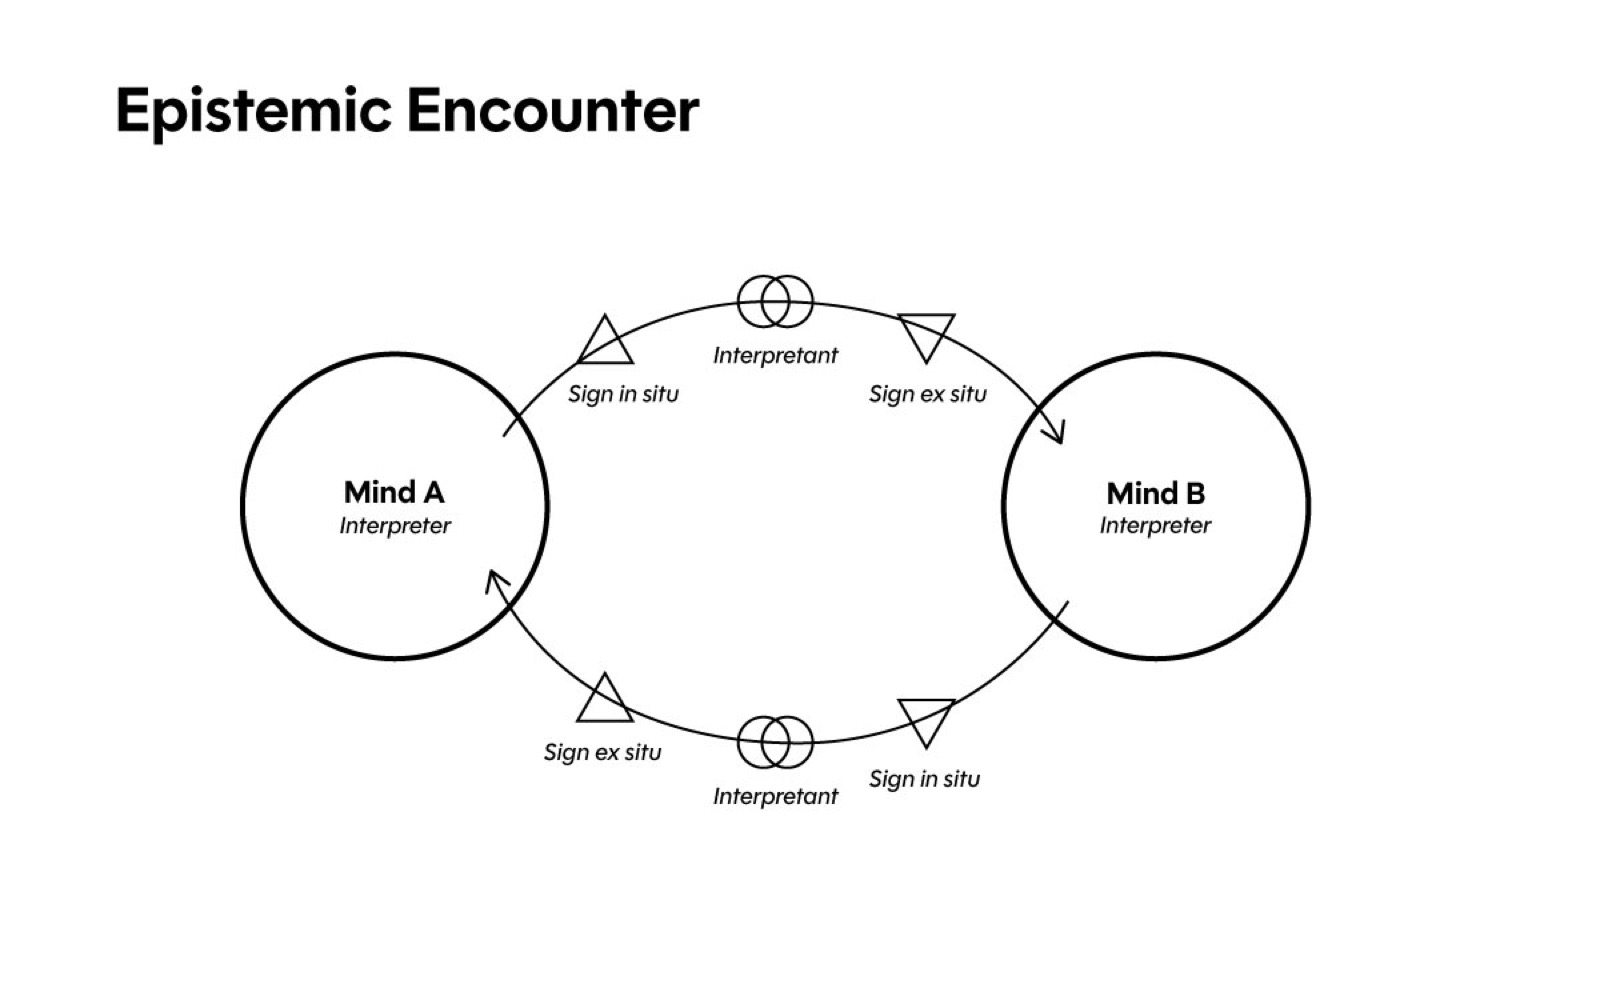 Epistemic Encounter
Interpretant
Sign in situ
Sign ex situ
Mind A
Interpreter
Mind B
Interpreter
Sign ex situ
Interpretant
Sign in situ